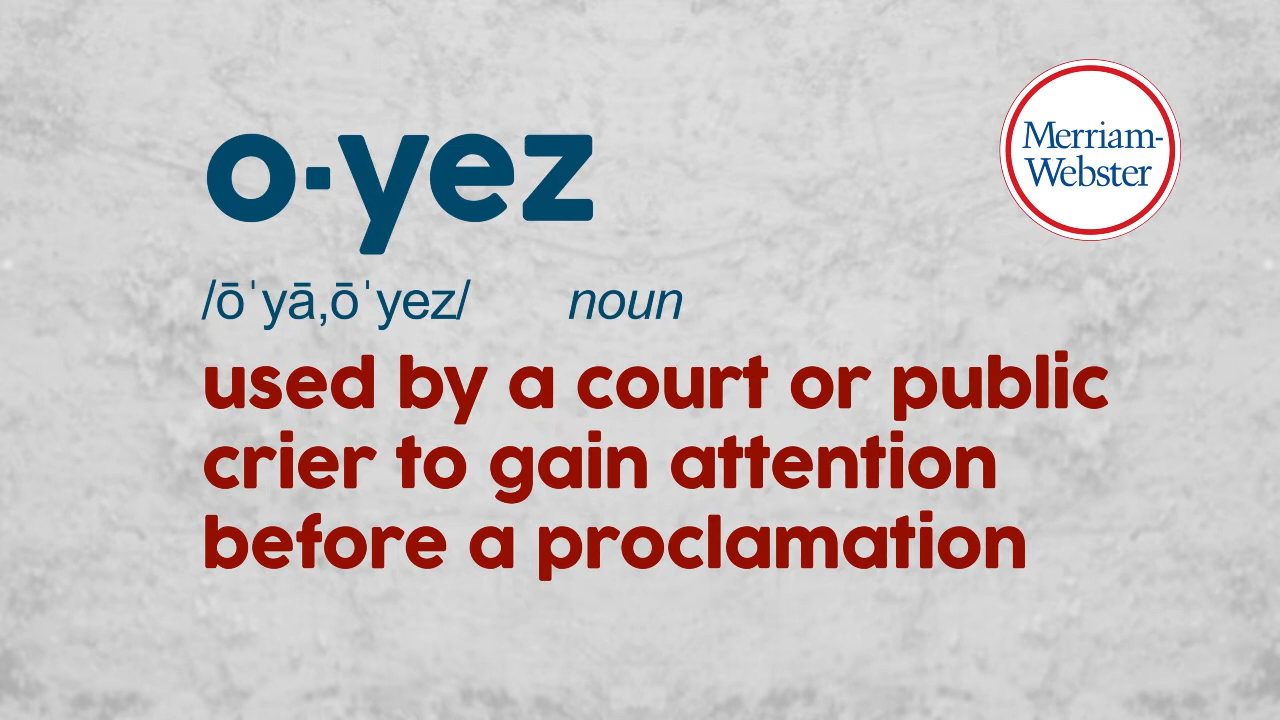 o·yez
Merriam-
Webster
/ōˈyā,ōˈyez/ noun
used by a court or public
crier to gain attention
before a proclamation